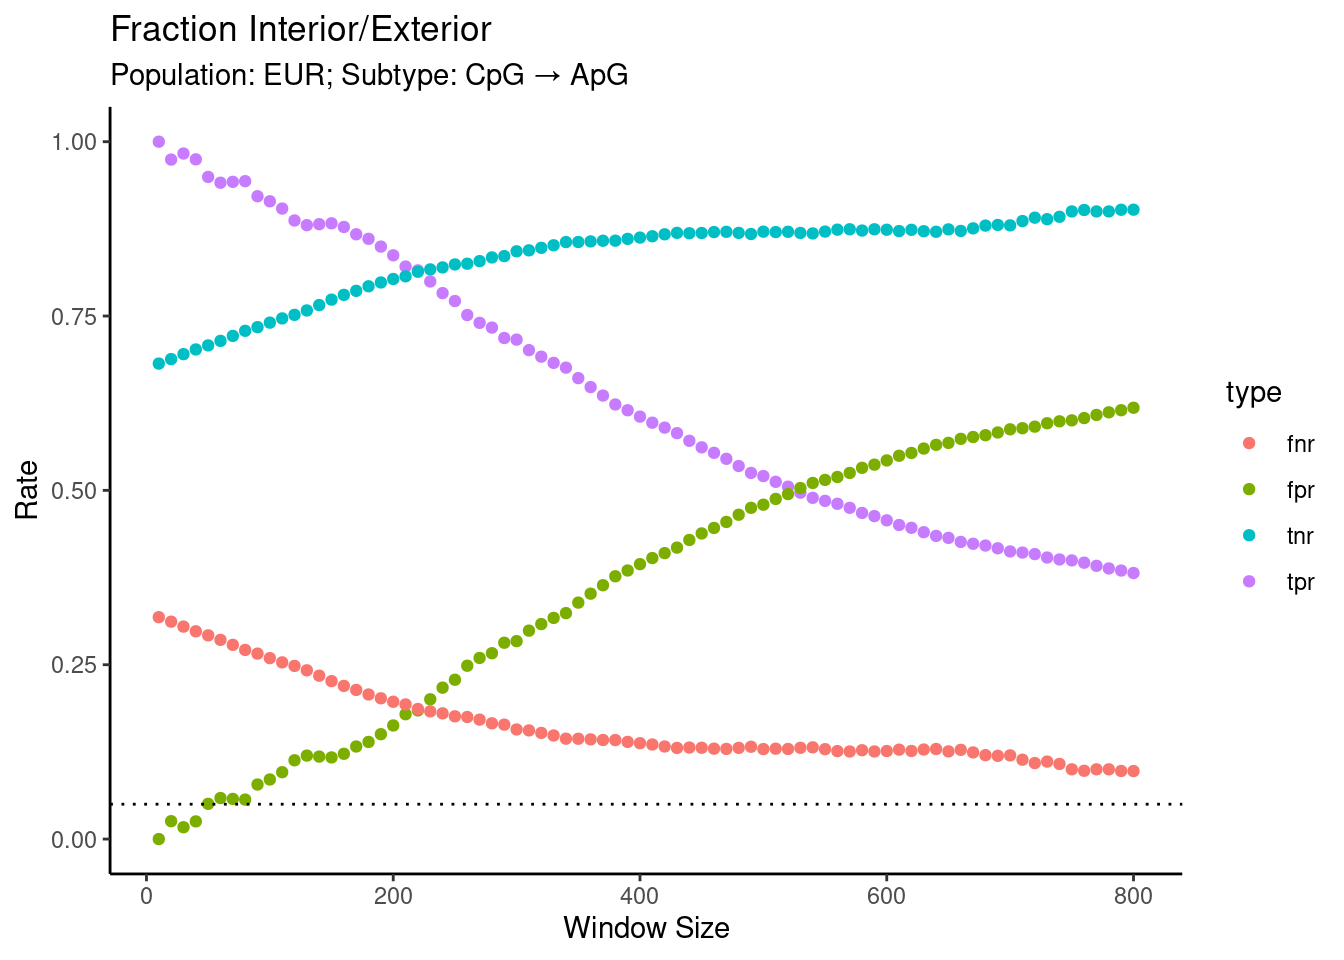 Fraction Interior/Exterior
Population: EUR; Subtype: CpG → ApG
1.00
0.75
0.50
0.25
0.00
Rate
0 200 400 600 800
Window Size
type
fnr
fpr
tnr
tpr